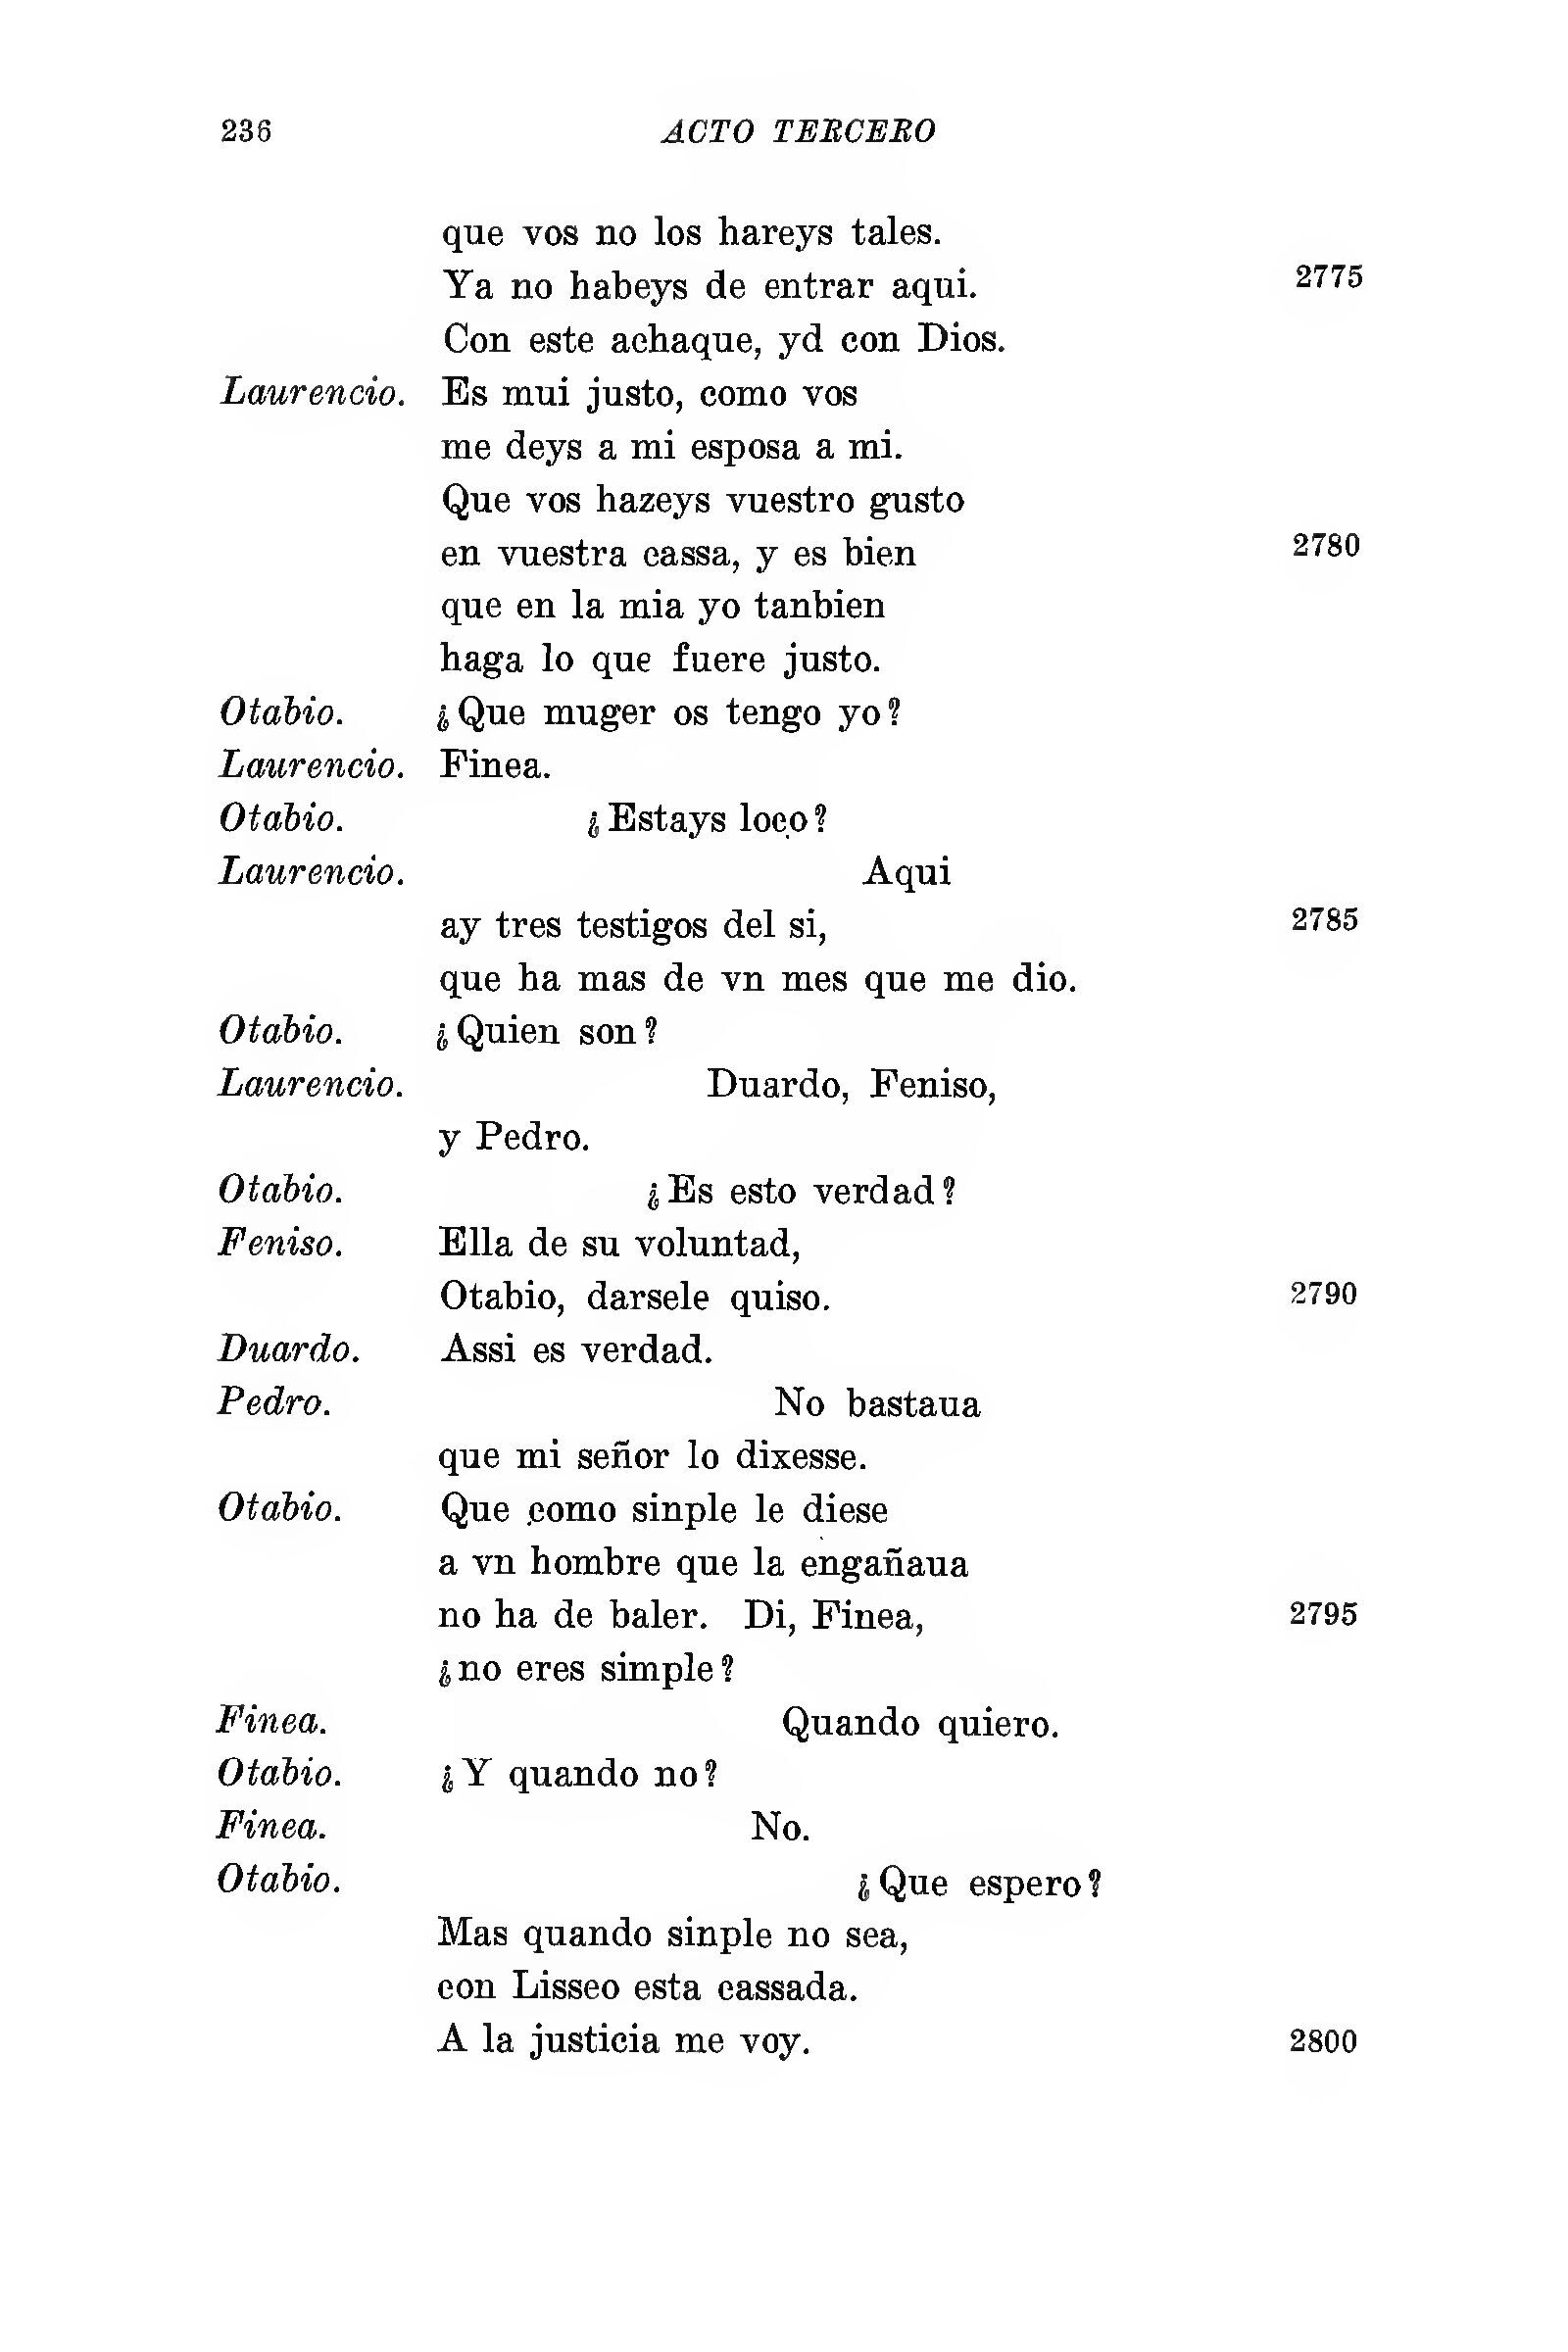 236 ACTO TERCERO
que vos no los hareys tales.
Ya no habeys de entrar aqui. 2775
Con este achaque, yd con Dios.
Laurencio. Es mui justo, como vos
me deys a mi esposa a mi.
Que vos hazeys vuestro gusto
en vuestra cassa, y es bien 2780
que en la mia yo tanbien
haga lo que fuere justo.
Otabio. ¿Que muger os tengo yo?
Laurencio. Finea.
Otabio. ¿Estays loco?
Laurencio. Aqui
ay tres testigos del si, 2785
que ha mas de vn mes que me dio.
Otabio. ¿Quien son?
Laurencio. Duardo, Feniso,
y Pedro.
Otabio. ¿Es esto verdad?
Feniso. Ella de su voluntad,
Otabio, darsele quiso. 2790
Duardo. Assi es verdad.
Pedro. No bastaua
que mi señor lo dixesse.
Otabio. Que como sinple le diese
a vn hombre que la engañaua
no ha de baler. Di, Finea, 2795
¿no eres simple?
Finea. Quando quiero.
Otabio. ¿Y quando no?
Finea. No.
Otabio. ¿Que espero?
Mas quando sinple no sea,
con Lisseo esta cassada.
A la justicia me voy. 2800